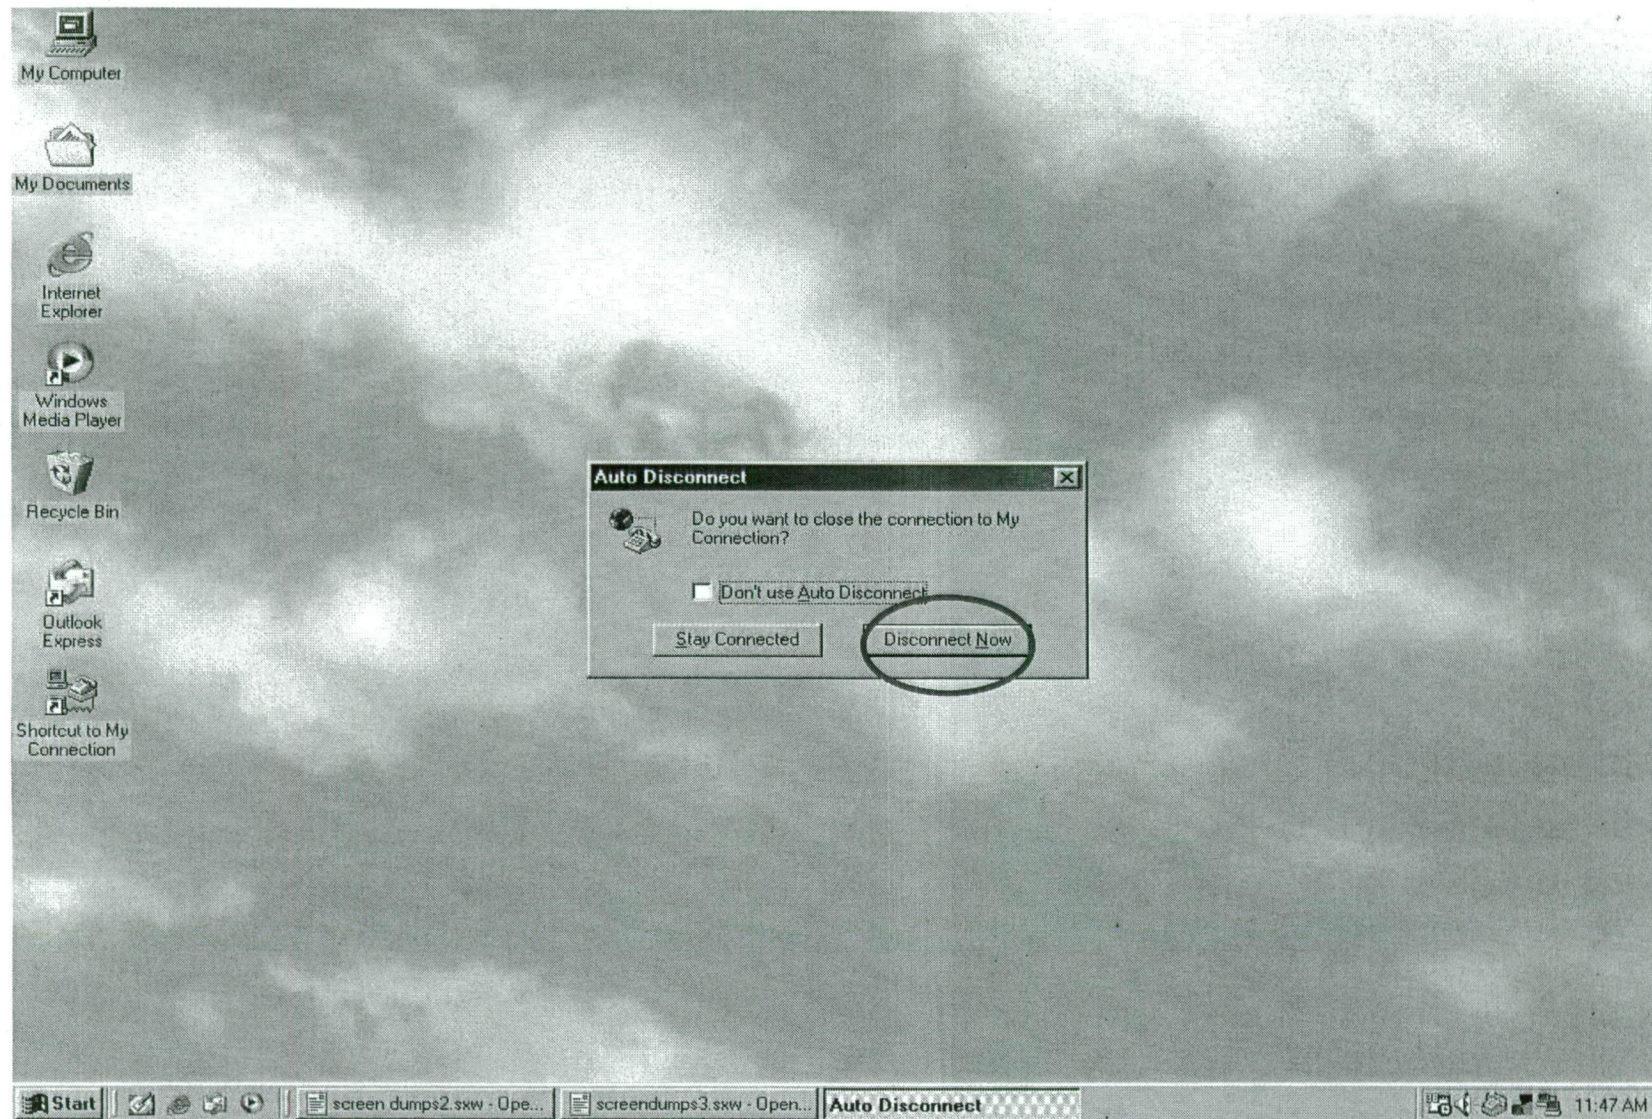 My Computer
My Documents
Internet
Explorer
Windows
Media Player
Recycle Bin
Outlook
Express
Shortcut to My
Connection
Auto Disconnect
Do you want to close the connection to My
Connection?
Don't use Auto Disconnect
Stay Connected
Disconnect Now
Start
screen dumps2.sxw - Ope...
screendumps3.sxw - Open...
Auto Disconnect
11:47 AM